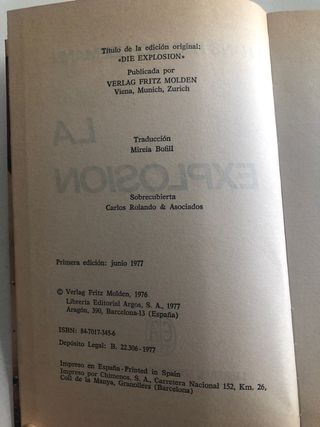 Título de la edición original:
«DIE EXPLOSION»
Publicada por
VERLAG FRITZ MOLDEN
Viena, Munich, Zurich
LA
Traducción
Mireia Bofill
EXPLOSION
Sobrecubierta
Carlos Rolando & Asociados
Primera edición: junio 1977
© Verlag Fritz Molden, 1976
Librería Editorial Argos, S. A., 1977
Aragón, 390, Barcelona-13 (España)
ISBN: 84-7017-345-6
Depósito Legal: B. 22.306 - 1977
Impreso en España - Printed in Spain
Impreso por Chimenos, S. A., Carretera Nacional 152, Km. 26,
Coll de la Manya, Granollers (Barcelona)